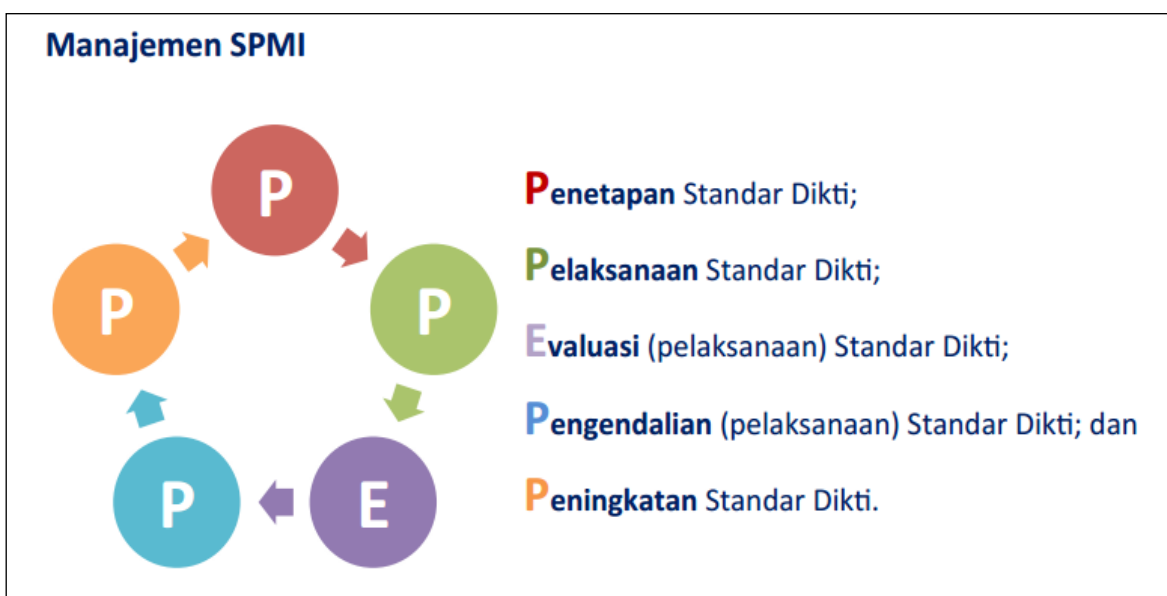 Manajemen SPMI
P
P
E
P
P
Penetapan Standar Dikti;
Pelaksanaan Standar Dikti;
Evaluasi (pelaksanaan) Standar Dikti;
Pengendalian (pelaksanaan) Standar Dikti; dan
Peningkatan Standar Dikti.